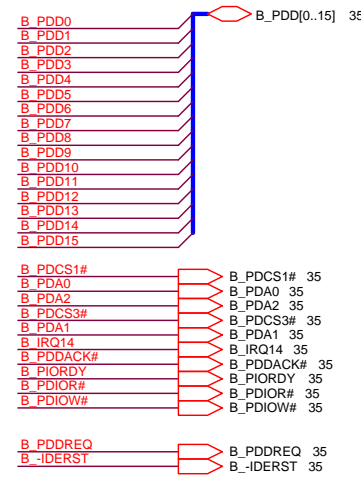 B_PDD[0..15] 35
B_PDD0
B_PDD1
B_PDD2
B_PDD3
B_PDD4
B_PDD5
B_PDD6
B_PDD7
B_PDD8
B_PDD9
B_PDD10
B_PDD11
B_PDD12
B_PDD13
B_PDD14
B_PDD15
B_PDCS1# B_PDCS1# 35
B_PDA0 B_PDA0 35
B_PDA2 B_PDA2 35
B_PDCS3# B_PDCS3# 35
B_PDA1 B_PDA1 35
B_IRQ14 B_IRQ14 35
B_PDDACK# B_PDDACK# 35
B_PIORDY B_PIORDY 35
B_PDIOR# B_PDIOR# 35
B_PDIOW# B_PDIOW# 35
B_PDDREQ B_PDDREQ 35
B_-IDERST B_-IDERST 35